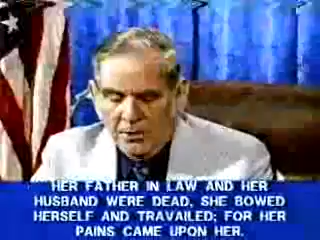 HER FATHER IN LAW AND HER
HUSBAND WERE DEAD, SHE BOWED
HERSELF AND TRAVAILED; FOR HER
PAINS CAME UPON HER.